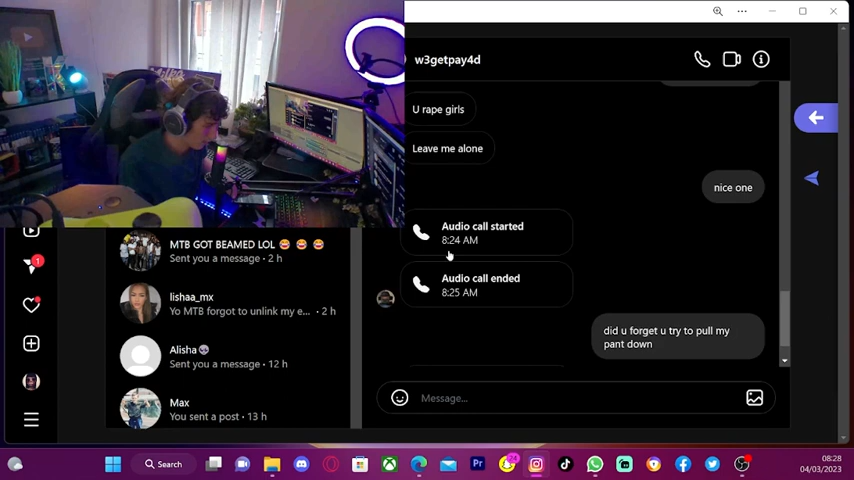 w3getpay4d
U rape girls
Leave me alone
nice one
Audio call started
8:24 AM
Audio call ended
8:25 AM
did u forget u try to pull my
pant down
Message...
MTB GOT BEAMED LOL 😂 😂 😂
Sent you a message · 2 h
lishaa_mx
Yo MTB forgot to unlink my e... · 2 h
Alisha👽
Sent you a message · 12 h
Max
You sent a post · 13 h
1
Search
24
08:28
04/03/2023